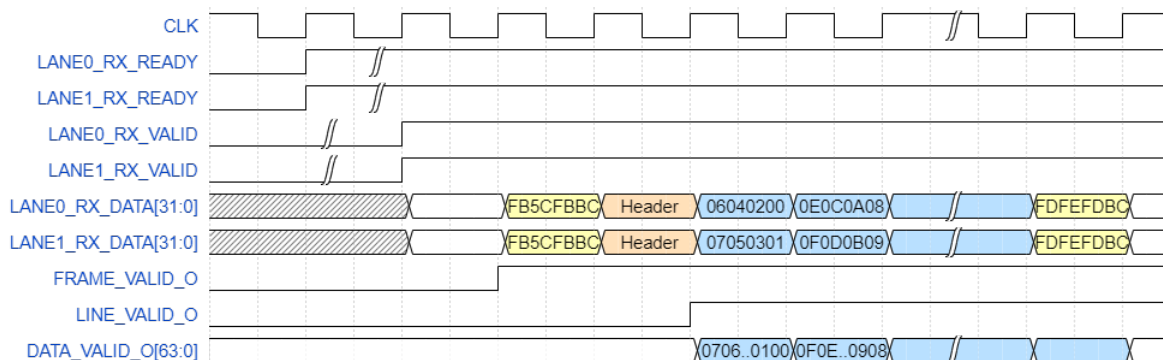 CLK
LANE0_RX_READY
LANE1_RX_READY
LANE0_RX_VALID
LANE1_RX_VALID
LANE0_RX_DATA[31:0] FB5CFBBC Header 06040200 0E0C0A08 FDFEFDBC
LANE1_RX_DATA[31:0] FB5CFBBC Header 07050301 0F0D0B09 FDFEFDBC
FRAME_VALID_O
LINE_VALID_O
DATA_VALID_O[63:0] 0706..0100 0F0E..0908